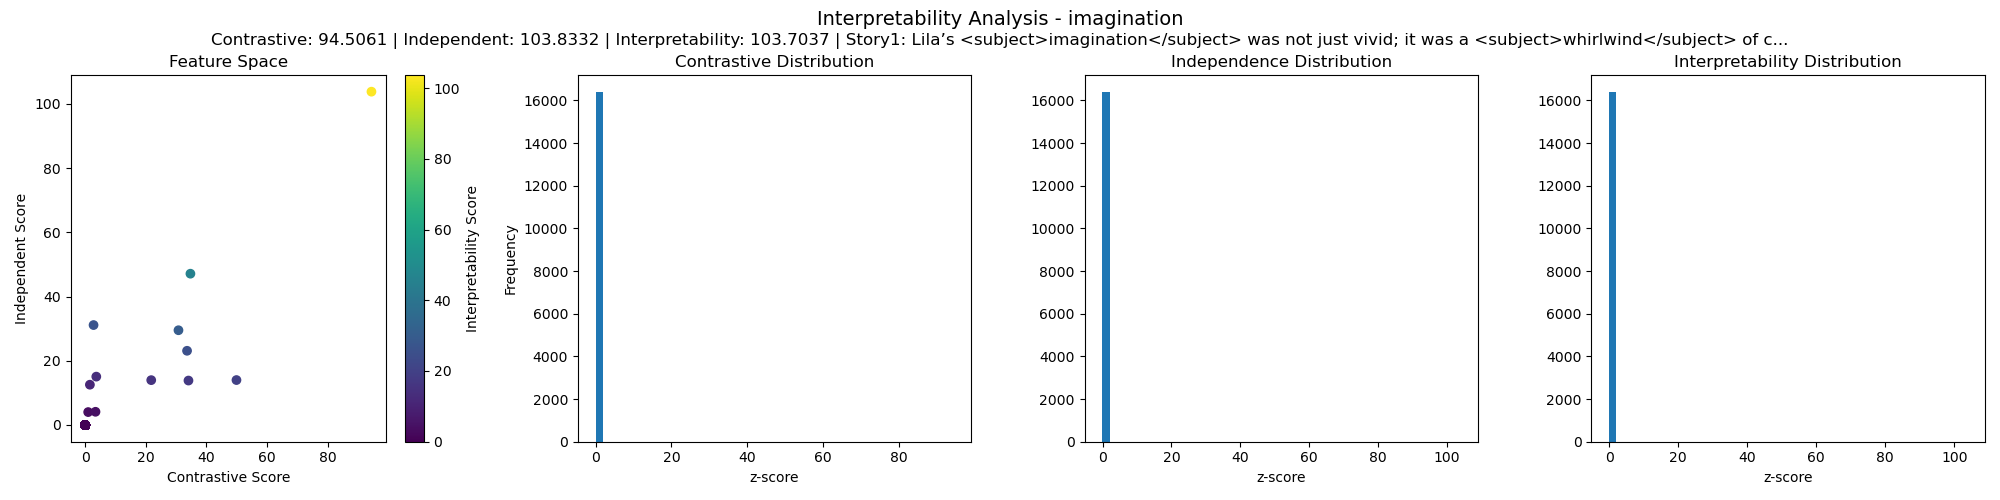 Interpretability Analysis - imagination
Contrastive: 94.5061 | Independent: 103.8332 | Interpretability: 103.7037 | Story1: Lila’s <subject>imagination</subject> was not just vivid; it was a <subject>whirlwind</subject> of c...
Feature Space
100
80
60
40
20
0
Independent Score
0 20 40 60 80
Contrastive Score
100
80
60
40
20
0
Interpretability Score
Contrastive Distribution
16000
14000
12000
10000
8000
6000
4000
2000
0
Frequency
0 20 40 60 80
z-score
Independence Distribution
16000
14000
12000
10000
8000
6000
4000
2000
0
0 20 40 60 80 100
z-score
Interpretability Distribution
16000
14000
12000
10000
8000
6000
4000
2000
0
0 20 40 60 80 100
z-score